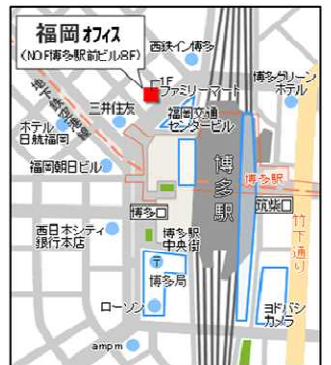 福岡オフィス
(NOF博多駅前ビル8F)
西鉄イン博多
1F
ファミリーマート
博多グリーン
ホテル
三井住友
福岡交通
センタービル
地下鉄空港線
ホテル
日航福岡
福岡朝日ビル
博多駅
博多駅
博多口
筑紫口
竹下通り
西日本シティ
銀行本店
博多駅
中央街
〒
博多局
ローソン
ヨドバシ
カメラ
ampm